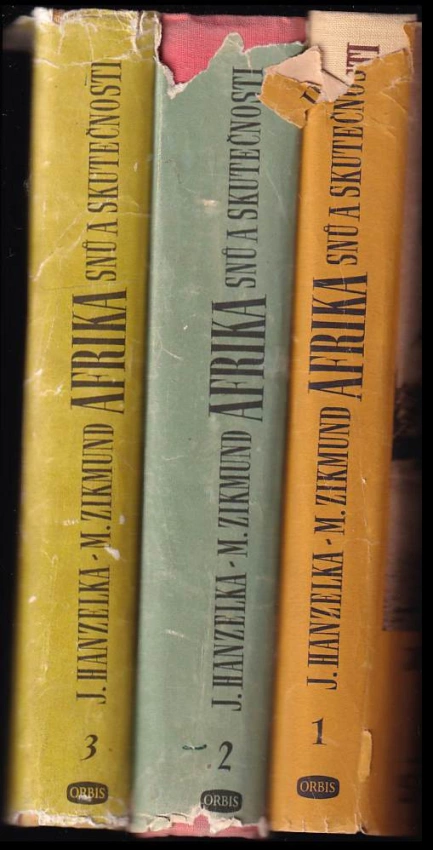 J. HANZELKA - M. ZIKMUND AFRIKA SNŮ A SKUTEČNOSTI
3
ORBIS
J. HANZELKA - M. ZIKMUND AFRIKA SNŮ A SKUTEČNOSTI
2
ORBIS
J. HANZELKA - M. ZIKMUND AFRIKA SNŮ A SKUTEČNOSTI
1
ORBIS